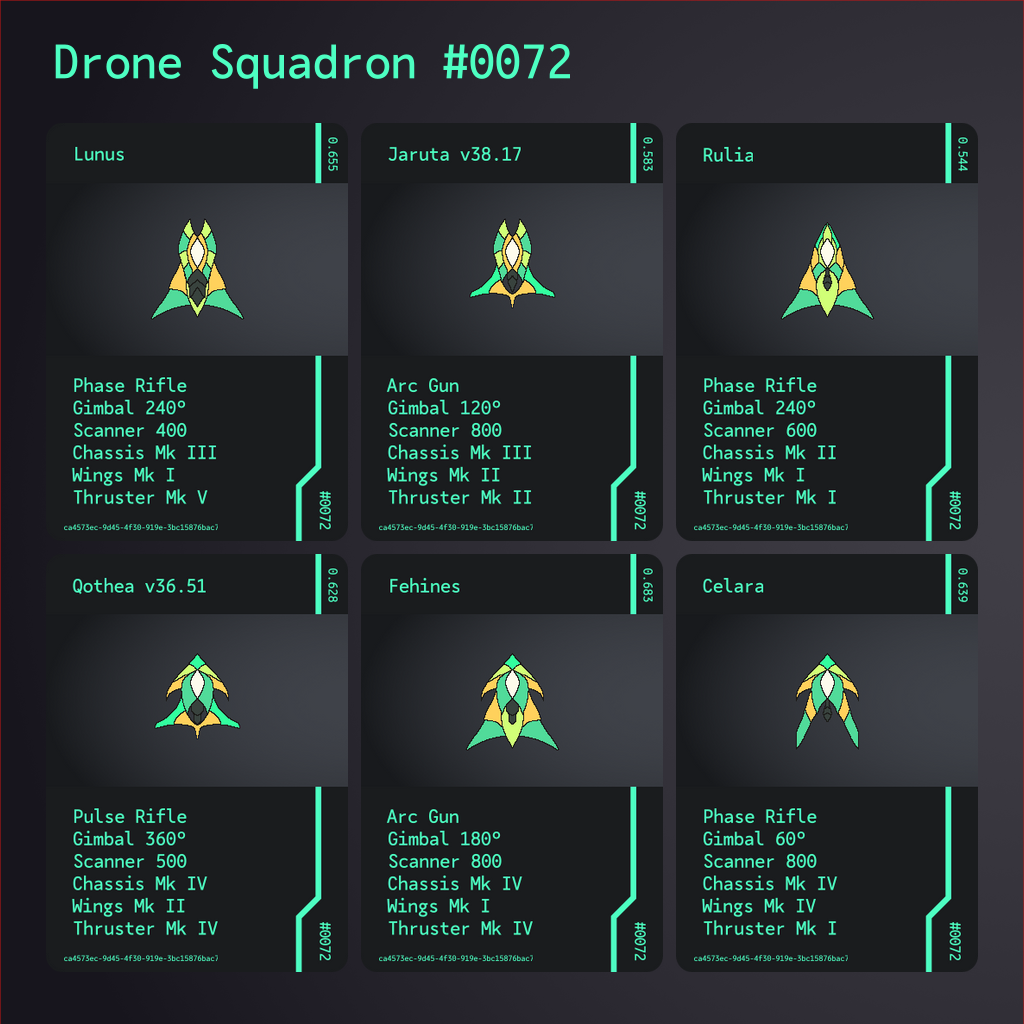 Drone Squadron #0072
Lunus
0.655
Phase Rifle
Gimbal 240º
Scanner 400
Chassis Mk III
Wings Mk I
Thruster Mk V
#0072
ca4573ec-9d45-4f30-919e-3bc15876bac7
Jaruta v38.17
0.583
Arc Gun
Gimbal 120º
Scanner 800
Chassis Mk III
Wings Mk II
Thruster Mk II
#0072
ca4573ec-9d45-4f30-919e-3bc15876bac7
Rulia
0.544
Phase Rifle
Gimbal 240º
Scanner 600
Chassis Mk II
Wings Mk I
Thruster Mk I
#0072
ca4573ec-9d45-4f30-919e-3bc15876bac7
Qothea v36.51
0.628
Pulse Rifle
Gimbal 360º
Scanner 500
Chassis Mk IV
Wings Mk II
Thruster Mk IV
#0072
ca4573ec-9d45-4f30-919e-3bc15876bac7
Fehines
0.683
Arc Gun
Gimbal 180º
Scanner 800
Chassis Mk IV
Wings Mk I
Thruster Mk IV
#0072
ca4573ec-9d45-4f30-919e-3bc15876bac7
Celara
0.639
Phase Rifle
Gimbal 60º
Scanner 800
Chassis Mk IV
Wings Mk IV
Thruster Mk I
#0072
ca4573ec-9d45-4f30-919e-3bc15876bac7